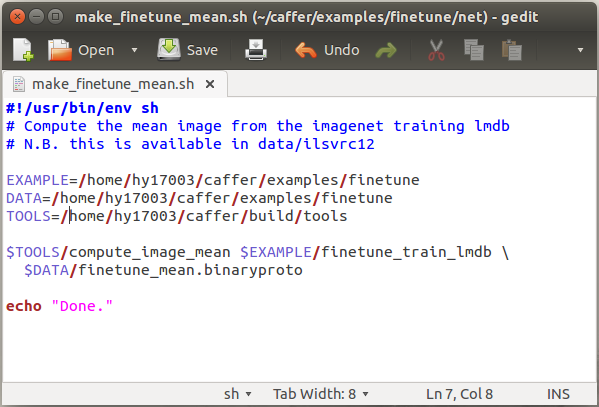 make_finetune_mean.sh (~/caffer/examples/finetune/net) - gedit
Open Save Undo
make_finetune_mean.sh
#!/usr/bin/env sh
# Compute the mean image from the imagenet training lmdb
# N.B. this is available in data/ilsvrc12
EXAMPLE=/home/hy17003/caffer/examples/finetune
DATA=/home/hy17003/caffer/examples/finetune
TOOLS=/home/hy17003/caffer/build/tools
$TOOLS/compute_image_mean $EXAMPLE/finetune_train_lmdb \
  $DATA/finetune_mean.binaryproto
echo "Done."
sh Tab Width: 8 Ln 7, Col 8 INS